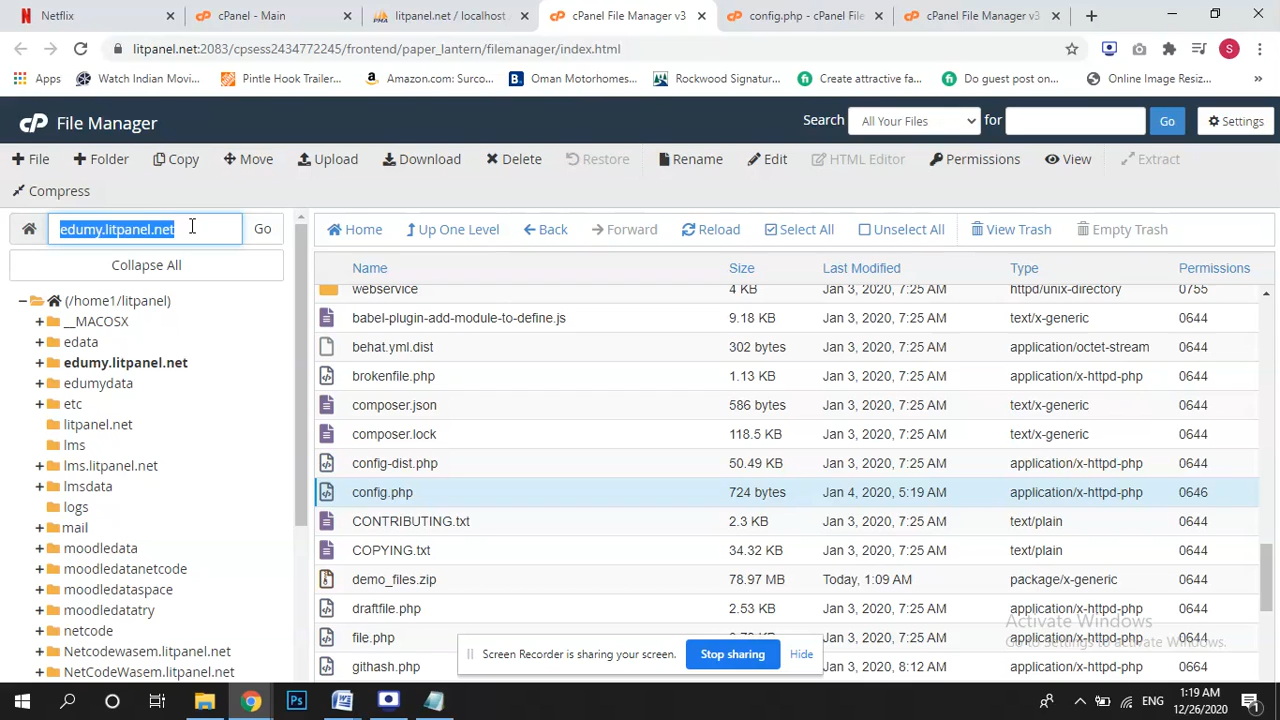 Netflix
cPanel - Main
litpanel.net / localhost
cPanel File Manager v3
config.php - cPanel File
cPanel File Manager v3
litpanel.net:2083/cpsess2434772245/frontend/paper_lantern/filemanager/index.html
S
Apps
Watch Indian Movi...
Pintle Hook Trailer...
Amazon.com: Surco...
Oman Motorhomes...
Rockwood Signatur...
Create attractive fa...
Do guest post on...
Online Image Resiz...
»
cP File Manager
Search
All Your Files
for
Go
Settings
File
Folder
Copy
Move
Upload
Download
Delete
Restore
Rename
Edit
HTML Editor
Permissions
View
Extract
Compress
edumy.litpanel.net
Go
Collapse All
(/home1/litpanel)
__MACOSX
edata
edumy.litpanel.net
edumydata
etc
litpanel.net
lms
lms.litpanel.net
lmsdata
logs
mail
moodledata
moodledatanetcode
moodledataspace
moodledatatry
netcode
Netcodewasem.litpanel.net
NetCodeWasem.litpanel.net
Home
Up One Level
Back
Forward
Reload
Select All
Unselect All
View Trash
Empty Trash
Name Size Last Modified Type Permissions
webservice 4 KB Jan 3, 2020, 7:25 AM httpd/unix-directory 0755
babel-plugin-add-module-to-define.js 9.18 KB Jan 3, 2020, 7:25 AM text/x-generic 0644
behat.yml.dist 302 bytes Jan 3, 2020, 7:25 AM application/octet-stream 0644
brokenfile.php 1.13 KB Jan 3, 2020, 7:25 AM application/x-httpd-php 0644
composer.json 586 bytes Jan 3, 2020, 7:25 AM text/x-generic 0644
composer.lock 118.5 KB Jan 3, 2020, 7:25 AM text/x-generic 0644
config-dist.php 50.49 KB Jan 3, 2020, 7:25 AM application/x-httpd-php 0644
config.php 724 bytes Jan 4, 2020, 5:19 AM application/x-httpd-php 0646
CONTRIBUTING.txt 2.3 KB Jan 3, 2020, 7:25 AM text/plain 0644
COPYING.txt 34.32 KB Jan 3, 2020, 7:25 AM text/plain 0644
demo_files.zip 78.97 MB Today, 1:09 AM package/x-generic 0644
draftfile.php 2.53 KB Jan 3, 2020, 7:25 AM application/x-httpd-php 0644
file.php Jan 3, 2020, 7:25 AM application/x-httpd-php 0644
githash.php 8:12 AM application/x-httpd-php 0664
Activate Windows
Go to Settings to activate Windows.
Screen Recorder is sharing your screen.
Stop sharing
Hide
ENG
1:19 AM
12/26/2020
1